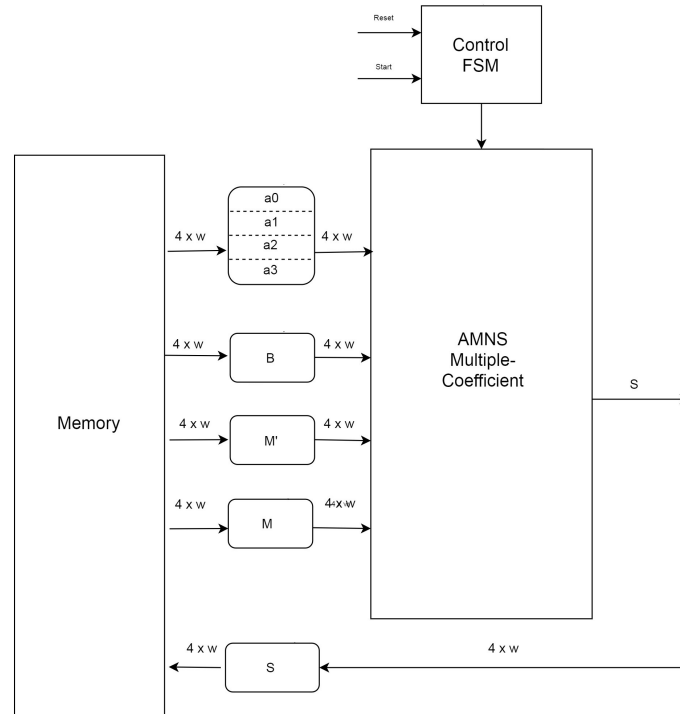 Reset
Start
Control
FSM
Memory
4 x w
a0
a1
a2
a3
4 x w
4 x w
B
4 x w
4 x w
M'
4 x w
4 x w
M
4 x w
AMNS
Multiple-
Coefficient
S
4 x w
S
4 x w